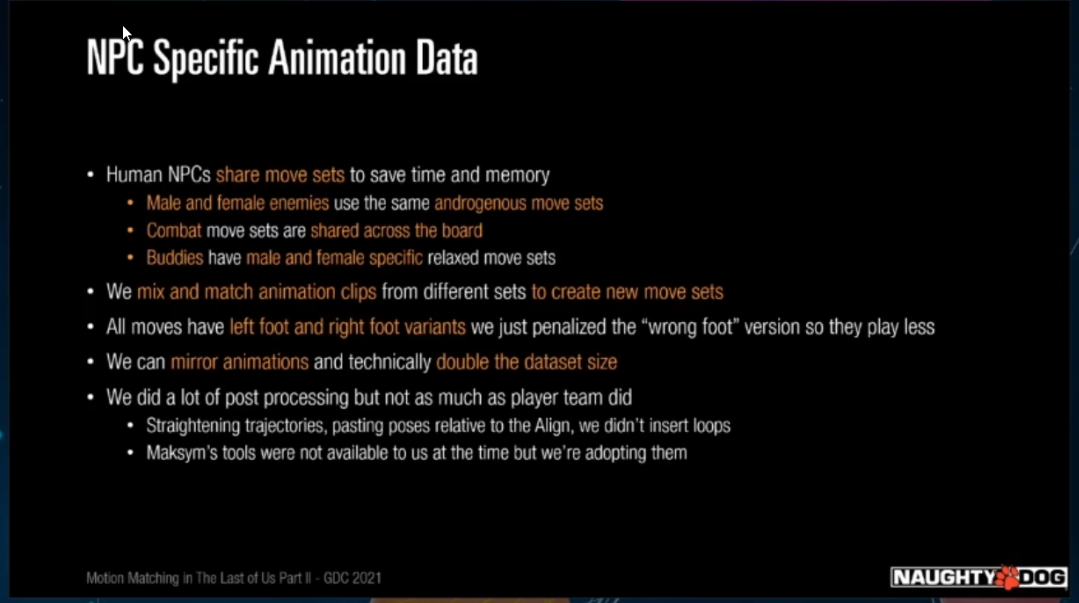 NPC Specific Animation Data
• Human NPCs share move sets to save time and memory
• Male and female enemies use the same androgenous move sets
• Combat move sets are shared across the board
• Buddies have male and female specific relaxed move sets
• We mix and match animation clips from different sets to create new move sets
• All moves have left foot and right foot variants we just penalized the “wrong foot” version so they play less
• We can mirror animations and technically double the dataset size
• We did a lot of post processing but not as much as player team did
• Straightening trajectories, pasting poses relative to the Align, we didn’t insert loops
• Maksym’s tools were not available to us at the time but we’re adopting them
Motion Matching in The Last of Us Part II - GDC 2021
NAUGHTY DOG